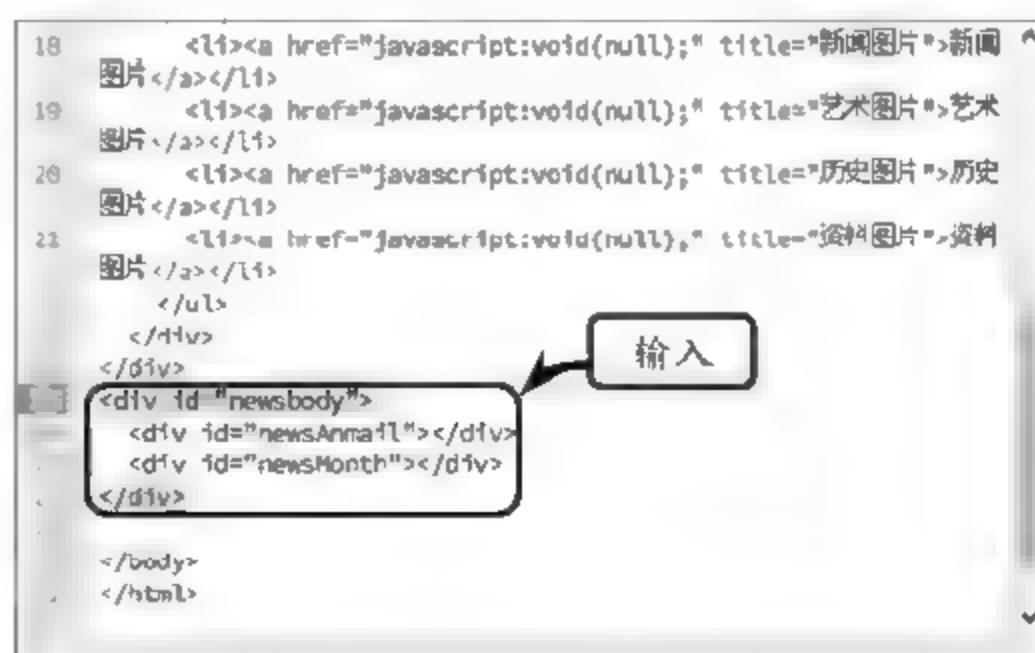 18 <li><a href="javascript:void(null);" title="新闻图片">新闻
图片</a></li>
19 <li><a href="javascript:void(null);" title="艺术图片">艺术
图片</a></li>
20 <li><a href="javascript:void(null);" title="历史图片">历史
图片</a></li>
21 <li><a href="javascript:void(null);" title="资料图片">资料
图片</a></li>
</ul>
</div>
</div>
输入
<div id="newsbody">
<div id="newsAnmail"></div>
<div id="newsMonth"></div>
</div>
</body>
</html>